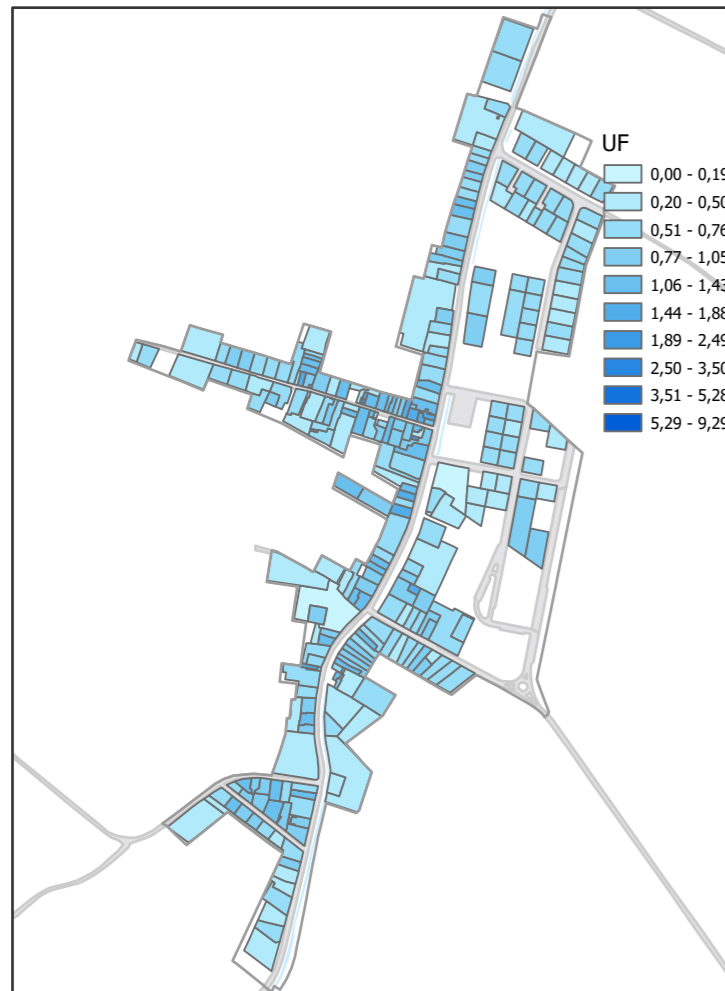 UF
0,00 - 0,19
0,20 - 0,50
0,51 - 0,76
0,77 - 1,05
1,06 - 1,43
1,44 - 1,88
1,89 - 2,49
2,50 - 3,50
3,51 - 5,28
5,29 - 9,29